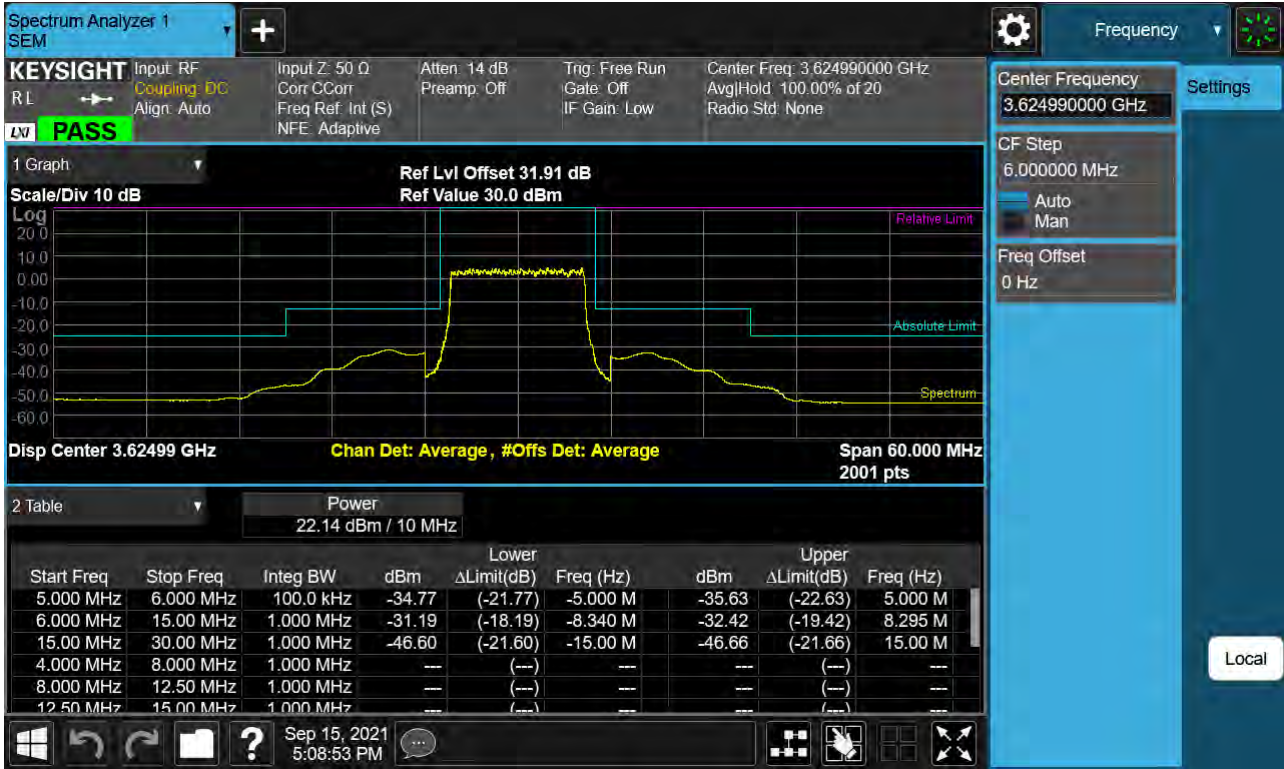 Spectrum Analyzer 1
SEM
Frequency
KEYSIGHT
R L
LXI
PASS
Input: RF
Coupling: DC
Align: Auto
Input Z: 50 Ω
Corr CCorr
Freq Ref: Int (S)
NFE: Adaptive
Atten: 14 dB
Preamp: Off
Trig: Free Run
Gate: Off
IF Gain: Low
Center Freq: 3.624990000 GHz
Avg|Hold: 100.00% of 20
Radio Std: None
Center Frequency
3.624990000 GHz
Settings
CF Step
6.000000 MHz
Auto
Man
Freq Offset
0 Hz
Local
1 Graph
Scale/Div 10 dB
Ref Lvl Offset 31.91 dB
Ref Value 30.0 dBm
Log
20.0
10.0
0.00
-10.0
-20.0
-30.0
-40.0
-50.0
-60.0
Relative Limit
Absolute Limit
Spectrum
Disp Center 3.62499 GHz
Chan Det: Average, #Offs Det: Average
Span 60.000 MHz
2001 pts
2 Table
Power
22.14 dBm / 10 MHz
Lower Upper
Start Freq Stop Freq Integ BW dBm ΔLimit(dB) Freq (Hz) dBm ΔLimit(dB) Freq (Hz)
5.000 MHz 6.000 MHz 100.0 kHz -34.77 (-21.77) -5.000 M -35.63 (-22.63) 5.000 M
6.000 MHz 15.00 MHz 1.000 MHz -31.19 (-18.19) -8.340 M -32.42 (-19.42) 8.295 M
15.00 MHz 30.00 MHz 1.000 MHz -46.60 (-21.60) -15.00 M -46.66 (-21.66) 15.00 M
4.000 MHz 8.000 MHz 1.000 MHz --- (---) --- --- (---) ---
8.000 MHz 12.50 MHz 1.000 MHz --- (---) --- --- (---) ---
12.50 MHz 15.00 MHz 1.000 MHz --- (---) --- --- (---) ---
Sep 15, 2021
5:08:53 PM